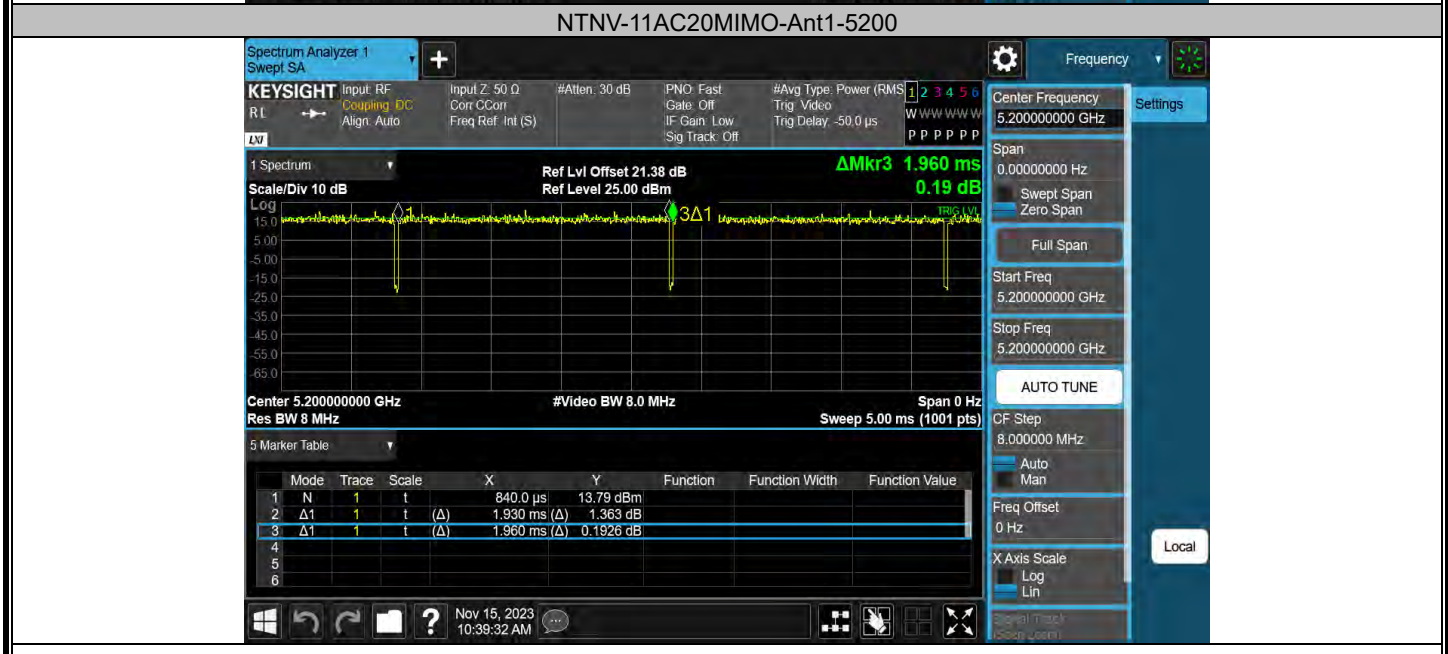 NTNV-11AC20MIMO-Ant1-5200
Spectrum Analyzer 1
Swept SA
+
Frequency
KEYSIGHT
RL
LXI
Input: RF
Coupling: DC
Align: Auto
Input Z: 50 Ω
Corr CCorr
Freq Ref: Int (S)
#Atten: 30 dB
PNO: Fast
Gate: Off
IF Gain: Low
Sig Track: Off
#Avg Type: Power (RMS
Trig: Video
Trig Delay: -50.0 µs
1 2 3 4 5 6
W W W W W W
P P P P P P
1 Spectrum
Scale/Div 10 dB
Ref Lvl Offset 21.38 dB
Ref Level 25.00 dBm
ΔMkr3 1.960 ms
0.19 dB
Log
15.0
5.00
-5.00
-15.0
-25.0
-35.0
-45.0
-55.0
-65.0
1
3Δ1
TRIG LVL
Center 5.200000000 GHz
Res BW 8 MHz
#Video BW 8.0 MHz
Span 0 Hz
Sweep 5.00 ms (1001 pts)
5 Marker Table
Mode Trace Scale X Y Function Function Width Function Value
1 N 1 t 840.0 µs 13.79 dBm
2 Δ1 1 t (Δ) 1.930 ms (Δ) 1.363 dB
3 Δ1 1 t (Δ) 1.960 ms (Δ) 0.1926 dB
4
5
6
?
Nov 15, 2023
10:39:32 AM
Center Frequency
5.200000000 GHz
Settings
Span
0.00000000 Hz
Swept Span
Zero Span
Full Span
Start Freq
5.200000000 GHz
Stop Freq
5.200000000 GHz
AUTO TUNE
CF Step
8.000000 MHz
Auto
Man
Freq Offset
0 Hz
X Axis Scale
Log
Lin
Signal Track
(Span Zoom)
Local